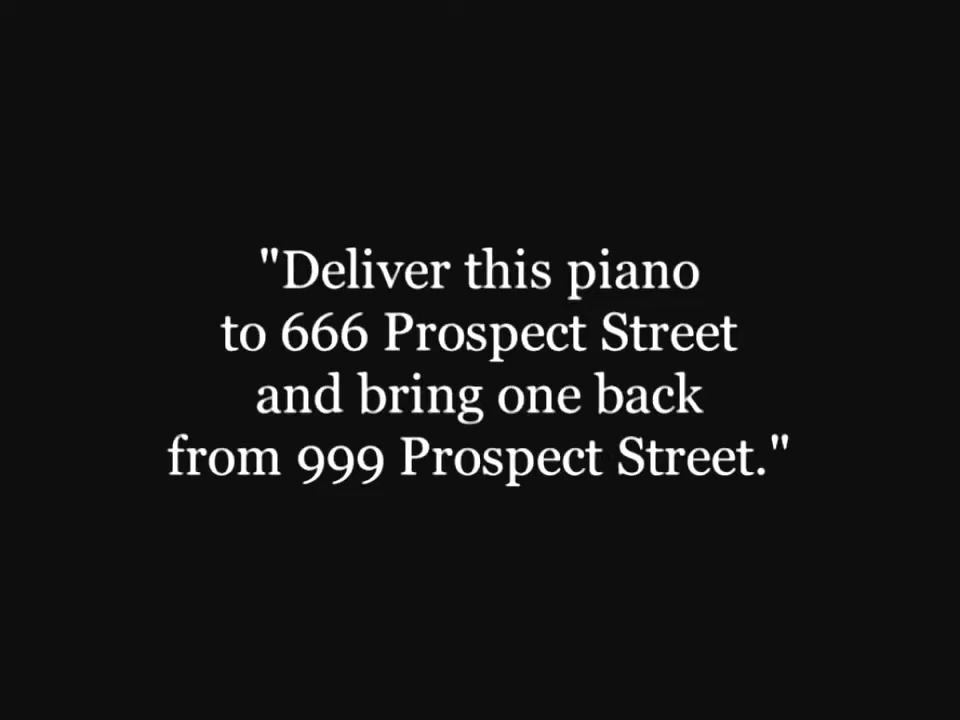 "Deliver this piano
to 666 Prospect Street
and bring one back
from 999 Prospect Street."